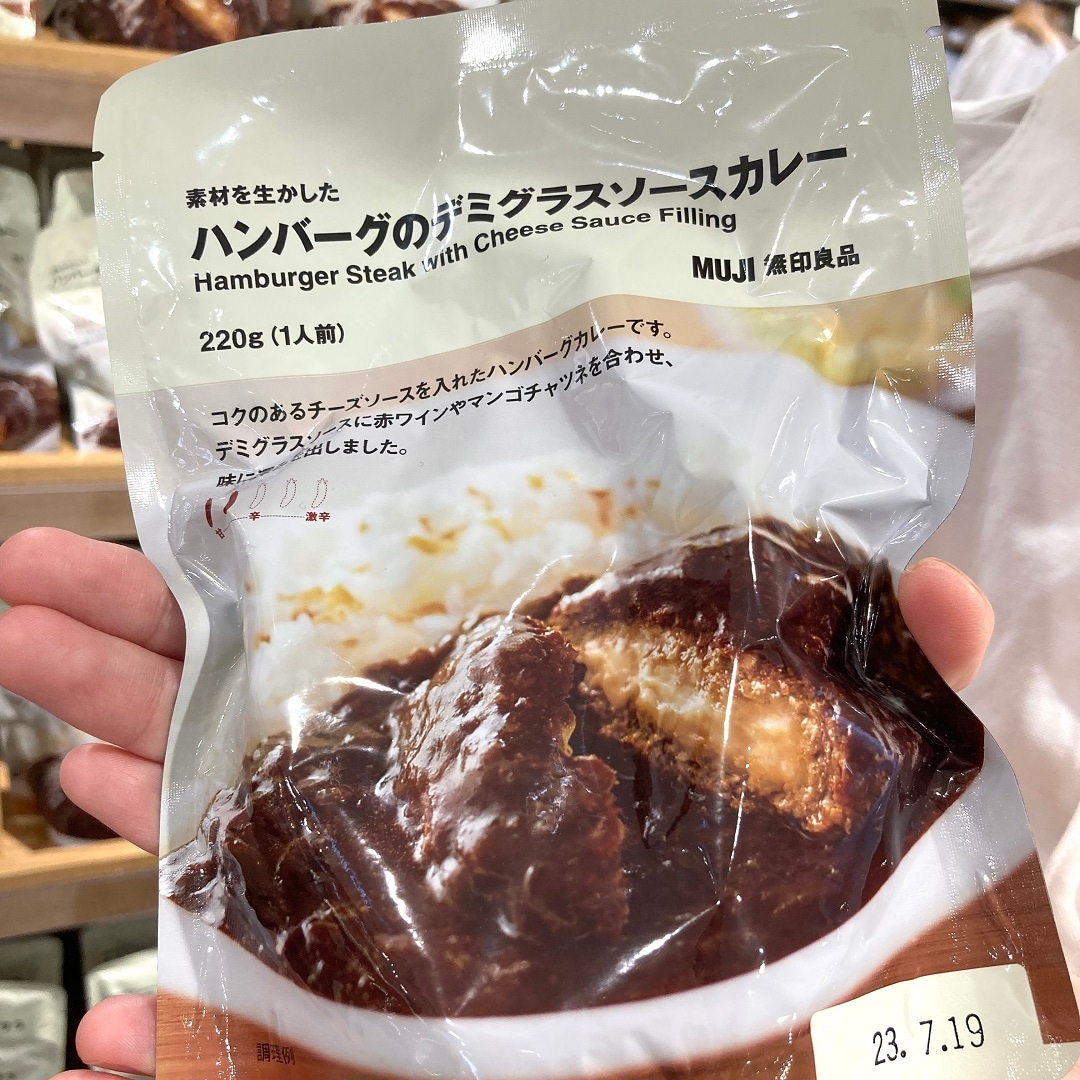 素材を生かした
ハンバーグのデミグラスソースカレー
Hamburger Steak with Cheese Sauce Filling
MUJI 無印良品
220g（1人前）
コクのあるチーズソースを入れたハンバーグカレーです。
デミグラスソースに赤ワインやマンゴチャツネを合わせ、
味に 出しました。
甘 辛 激辛
調理例
23.7.19